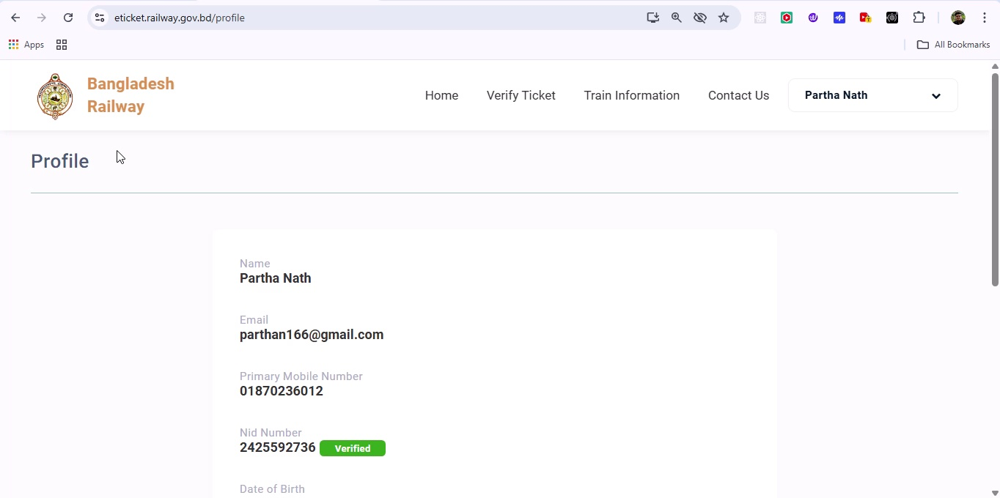 eticket.railway.gov.bd/profile
Apps
All Bookmarks
Bangladesh
Railway
Home
Verify Ticket
Train Information
Contact Us
Partha Nath
Profile
Name
Partha Nath
Email
parthan166@gmail.com
Primary Mobile Number
01870236012
Nid Number
2425592736 Verified
Date of Birth